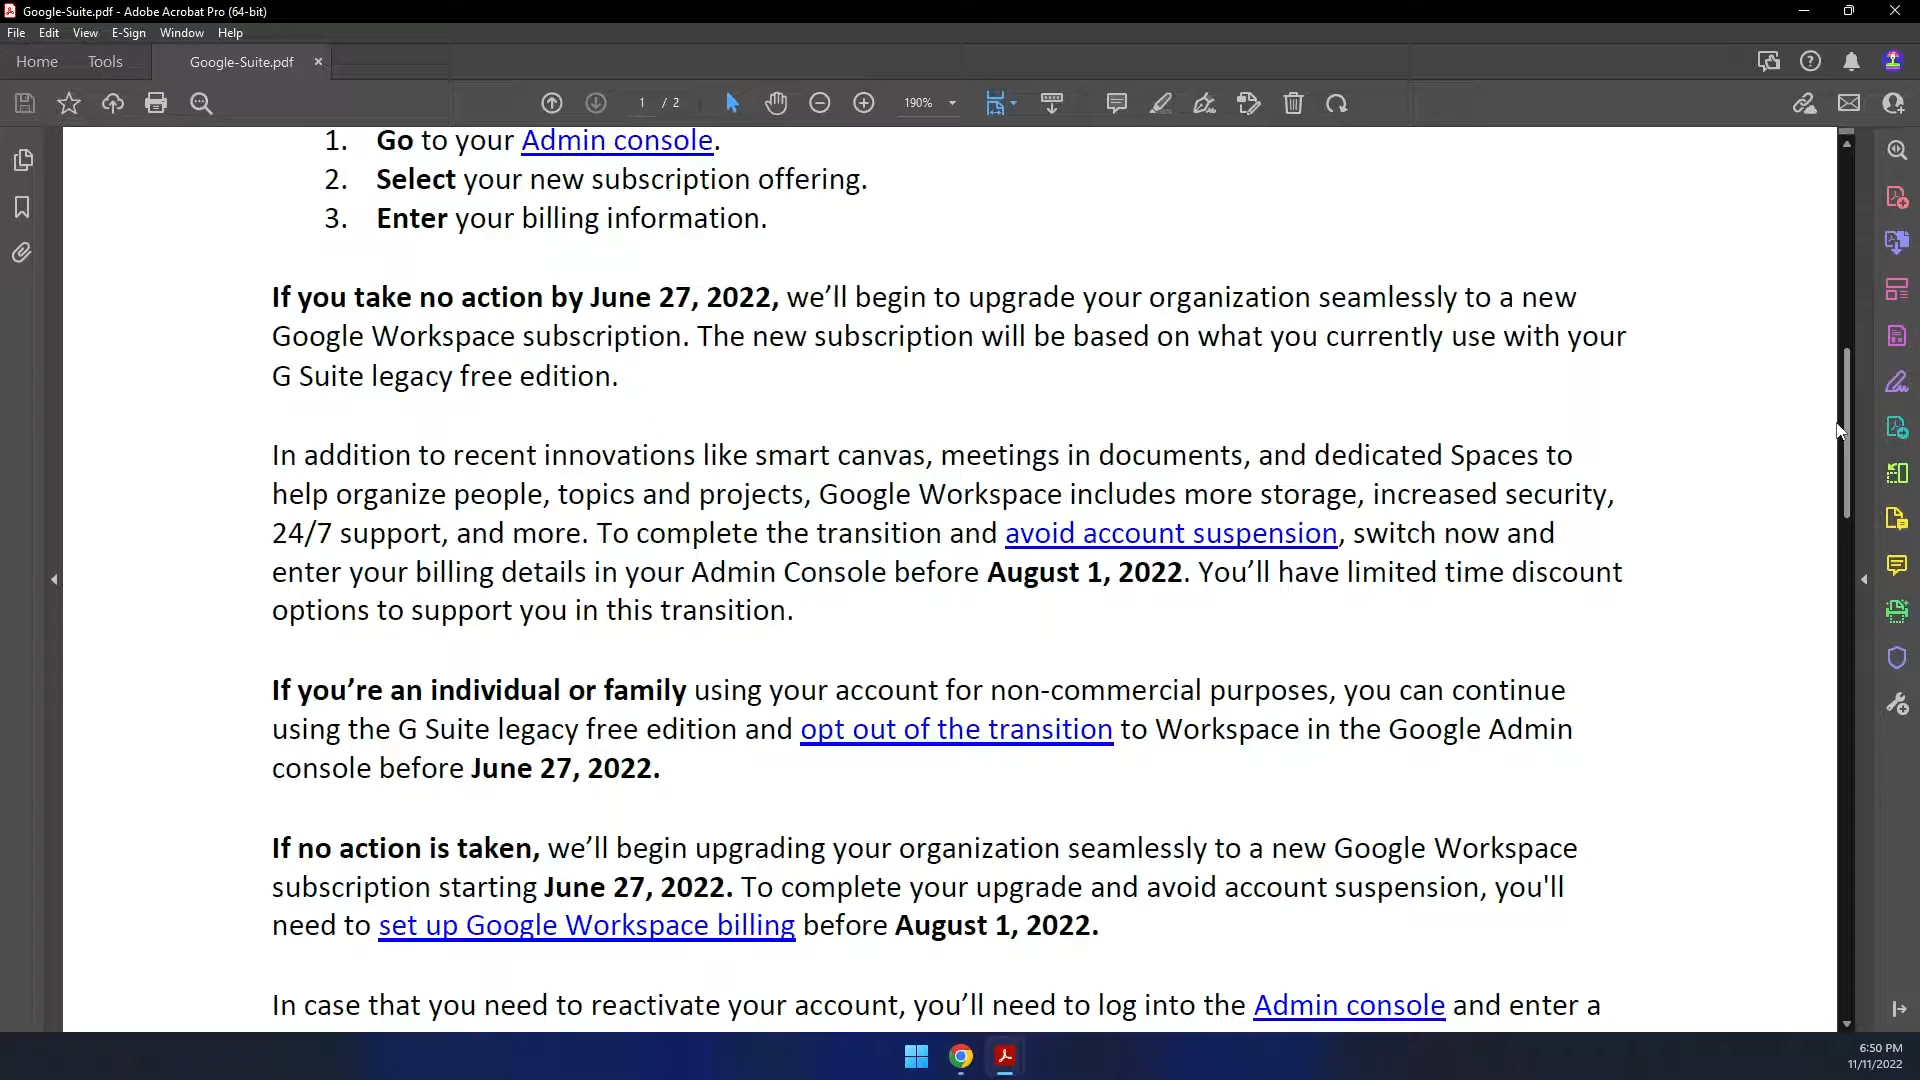 Google-Suite.pdf - Adobe Acrobat Pro (64-bit)
File Edit View E-Sign Window Help
Home Tools Google-Suite.pdf ×
1 / 2 190%
1. Go to your Admin console.
2. Select your new subscription offering.
3. Enter your billing information.
If you take no action by June 27, 2022, we’ll begin to upgrade your organization seamlessly to a new
Google Workspace subscription. The new subscription will be based on what you currently use with your
G Suite legacy free edition.
In addition to recent innovations like smart canvas, meetings in documents, and dedicated Spaces to
help organize people, topics and projects, Google Workspace includes more storage, increased security,
24/7 support, and more. To complete the transition and avoid account suspension, switch now and
enter your billing details in your Admin Console before August 1, 2022. You’ll have limited time discount
options to support you in this transition.
If you’re an individual or family using your account for non-commercial purposes, you can continue
using the G Suite legacy free edition and opt out of the transition to Workspace in the Google Admin
console before June 27, 2022.
If no action is taken, we’ll begin upgrading your organization seamlessly to a new Google Workspace
subscription starting June 27, 2022. To complete your upgrade and avoid account suspension, you'll
need to set up Google Workspace billing before August 1, 2022.
In case that you need to reactivate your account, you’ll need to log into the Admin console and enter a
6:50 PM
11/11/2022